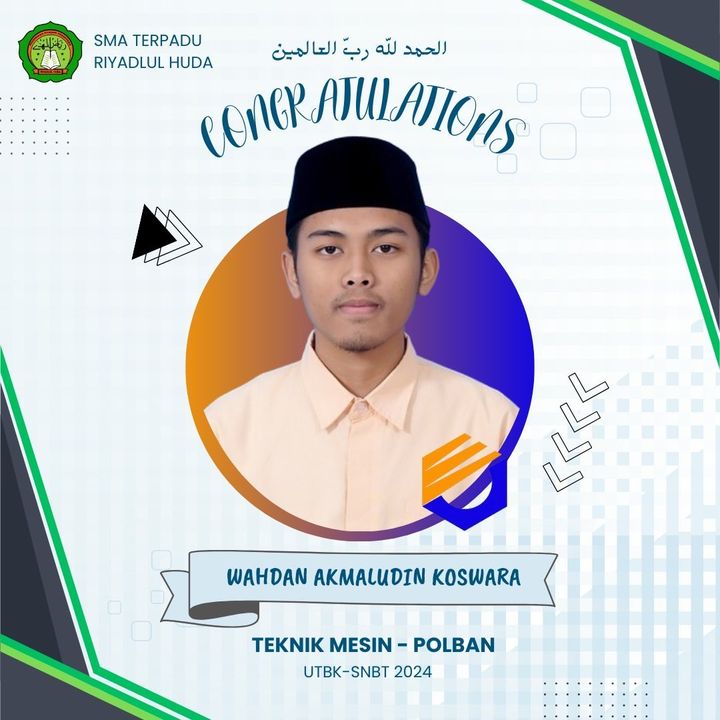 SMA TERPADU
RIYADLUL HUDA
الحمد لله ربّ العالمين
CONGRATULATIONS
WAHDAN AKMALUDIN KOSWARA
TEKNIK MESIN - POLBAN
UTBK-SNBT 2024